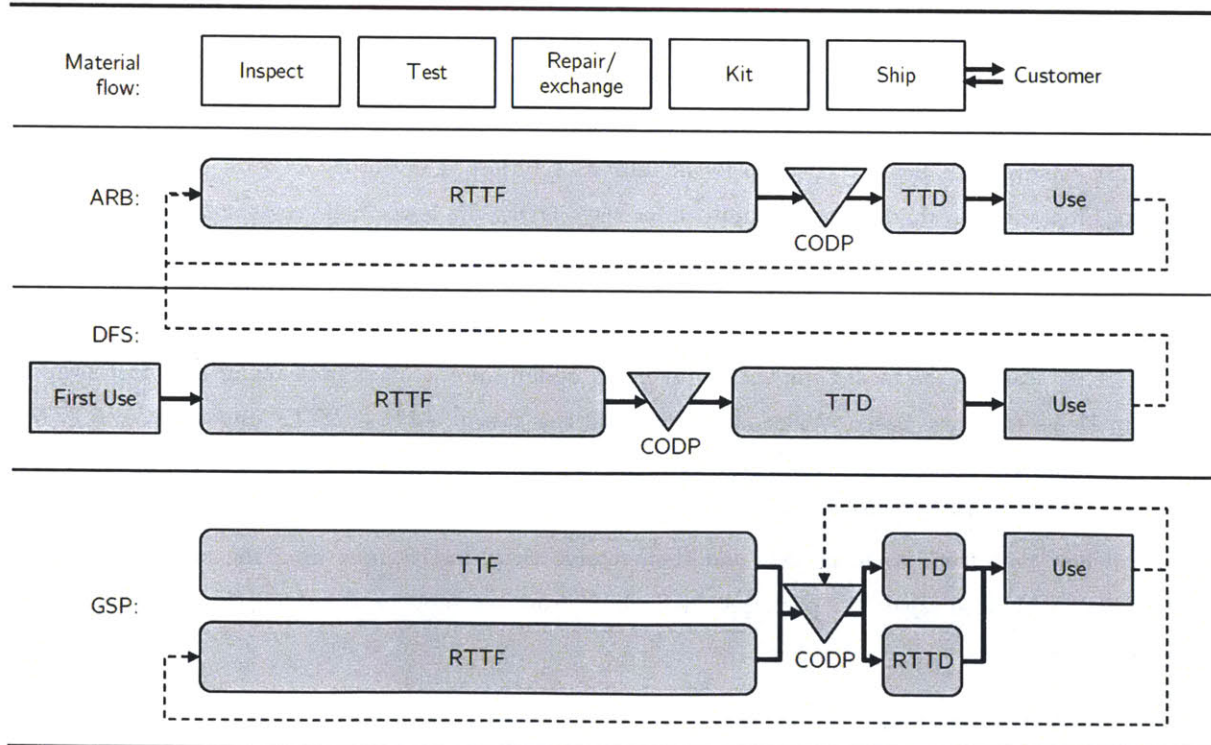 Material
flow:
Inspect
Test
Repair/
exchange
Kit
Ship
Customer
ARB:
RTTF
CODP
TTD
Use
DFS:
First Use
RTTF
CODP
TTD
Use
GSP:
TTF
RTTF
CODP
TTD
RTTD
Use